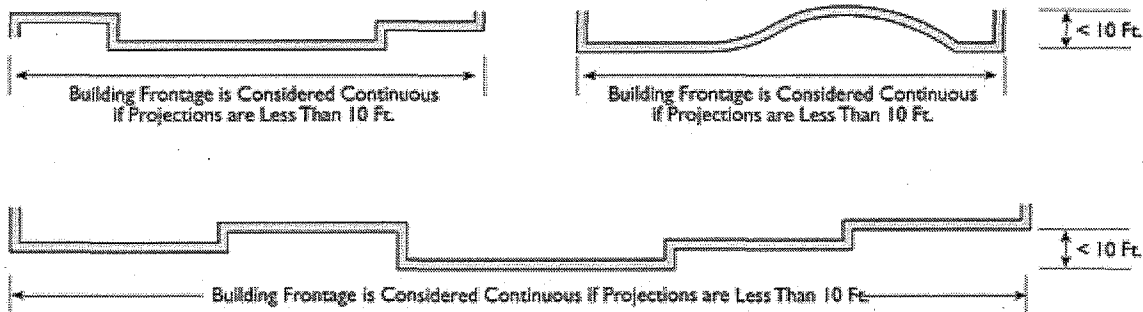 < 10 Ft.
Building Frontage is Considered Continuous
if Projections are Less Than 10 Ft.
Building Frontage is Considered Continuous
if Projections are Less Than 10 Ft.
< 10 Ft.
Building Frontage is Considered Continuous if Projections are Less Than 10 Ft.